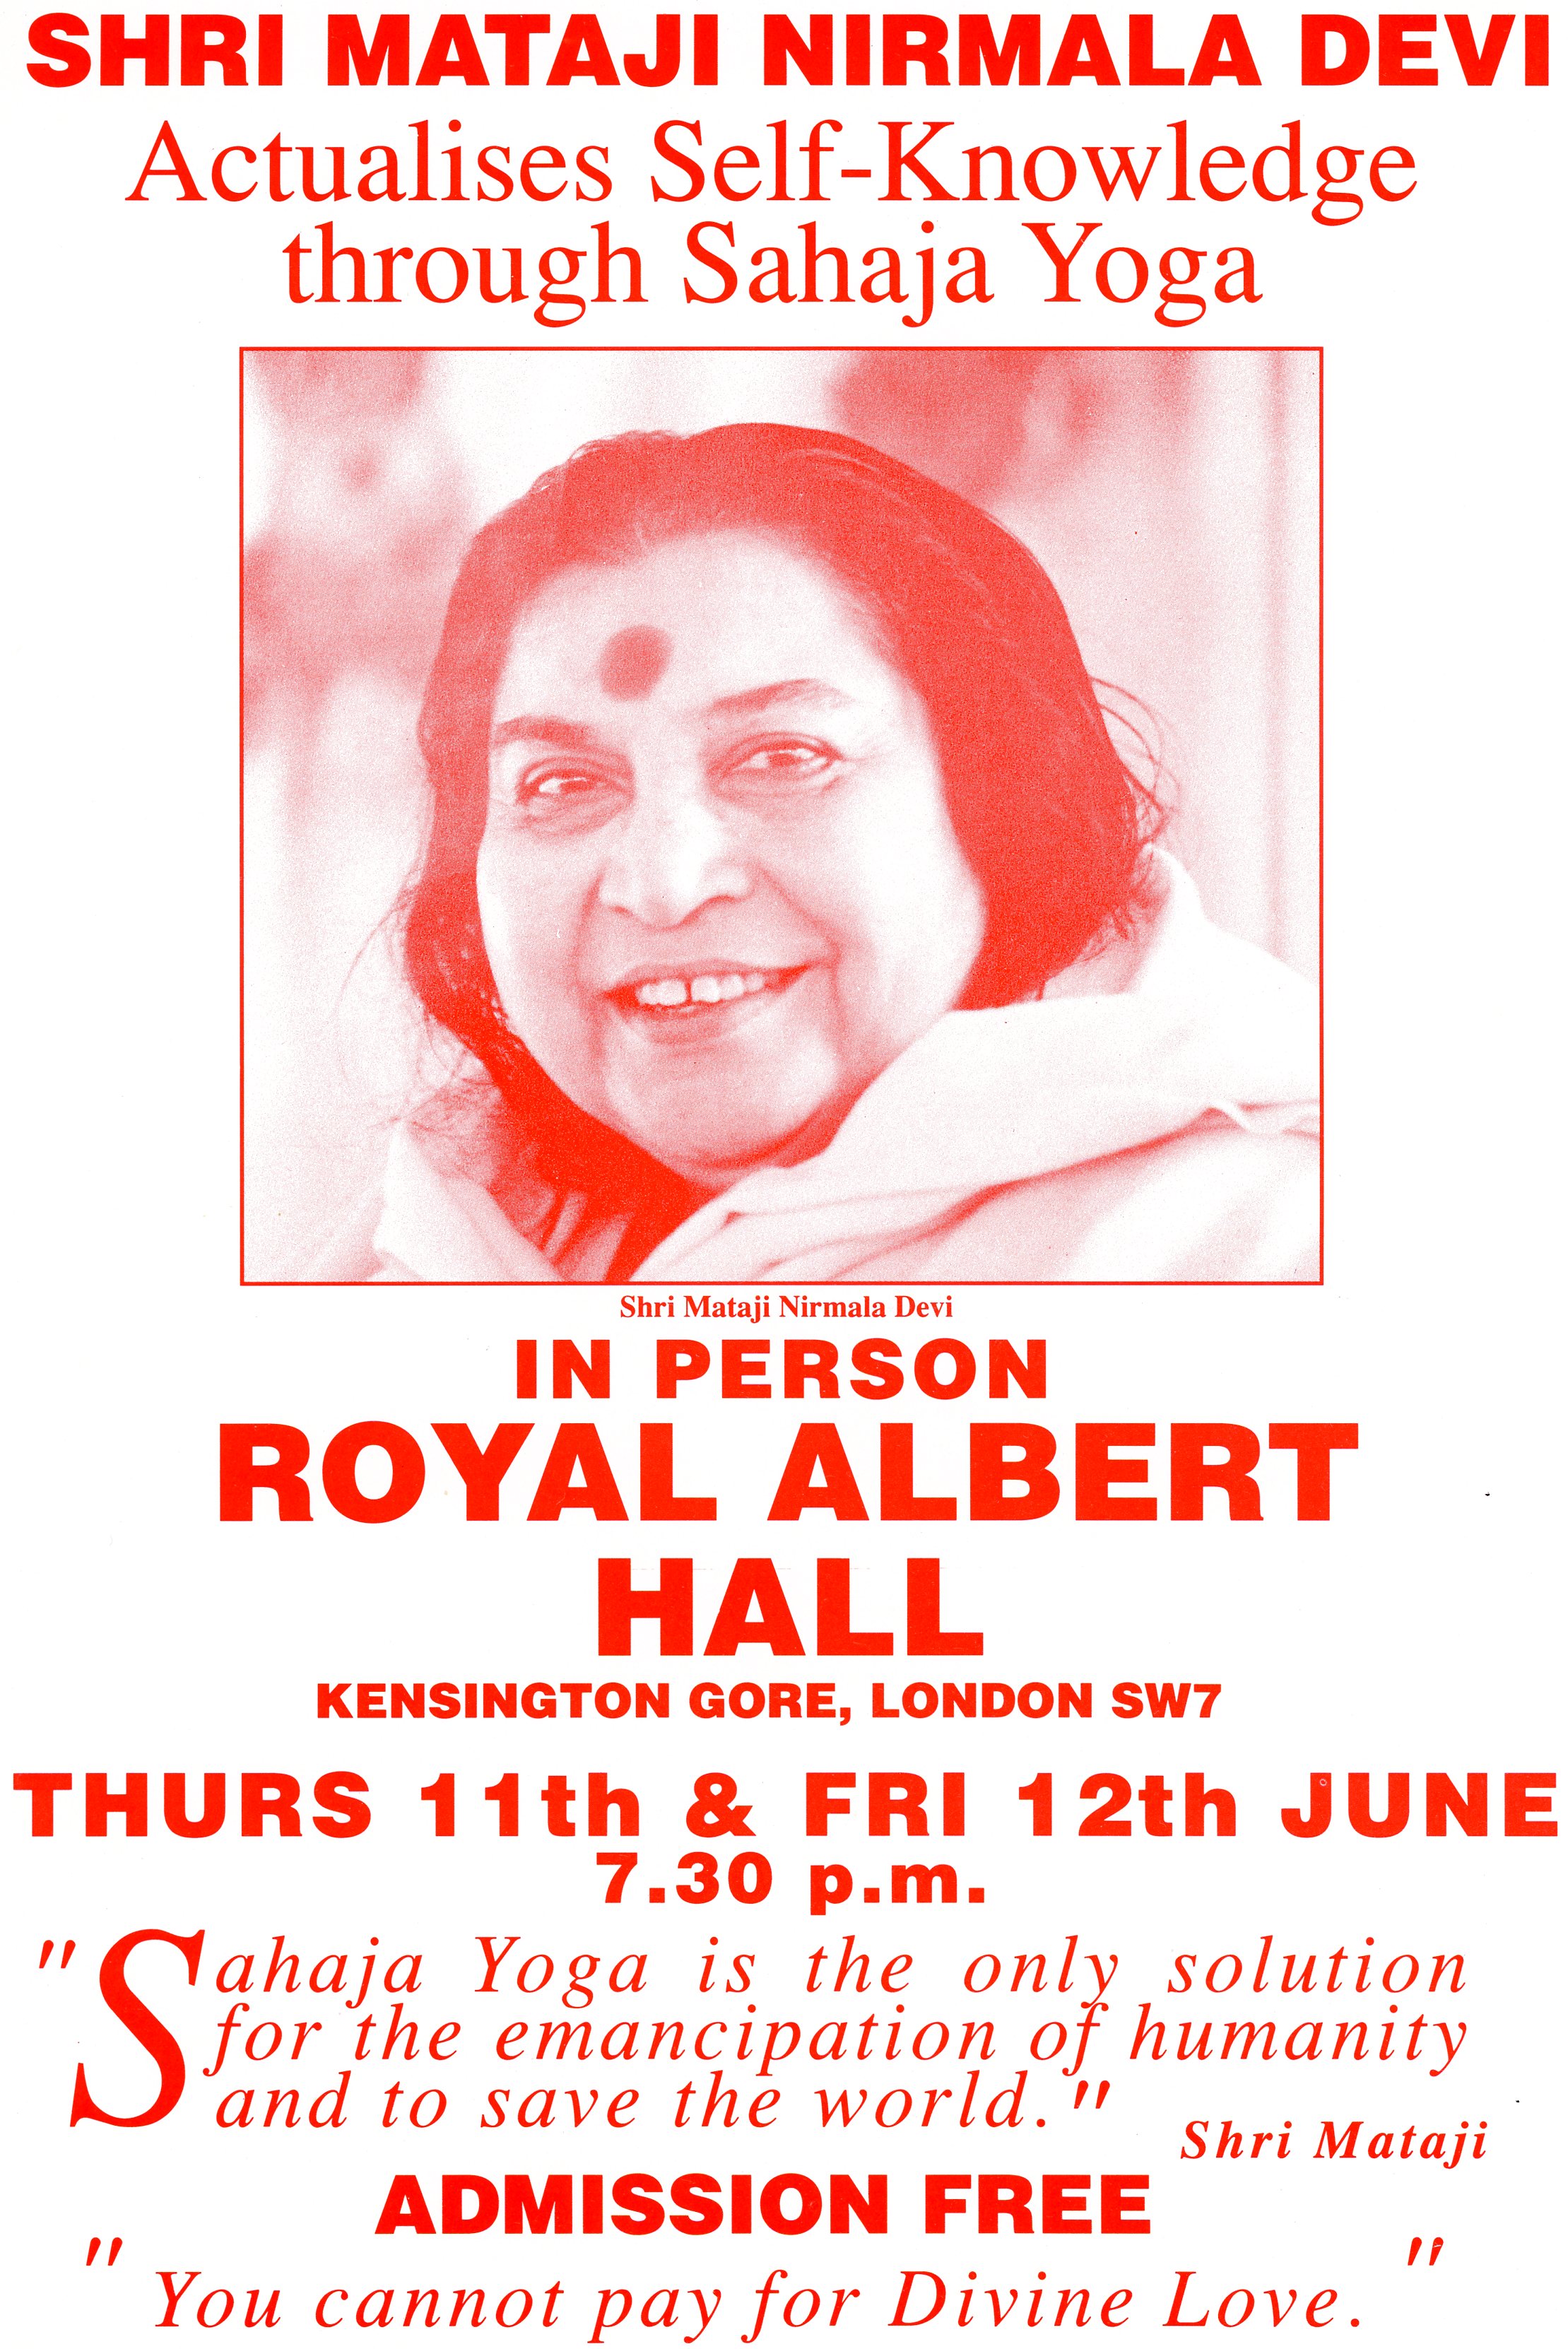 SHRI MATAJI NIRMALA DEVI
Actualises Self-Knowledge
through Sahaja Yoga
Shri Mataji Nirmala Devi
IN PERSON
ROYAL ALBERT
HALL
KENSINGTON GORE, LONDON SW7
THURS 11th & FRI 12th JUNE
7.30 p.m.
"Sahaja Yoga is the only solution
for the emancipation of humanity
and to save the world."
Shri Mataji
ADMISSION FREE
"You cannot pay for Divine Love."